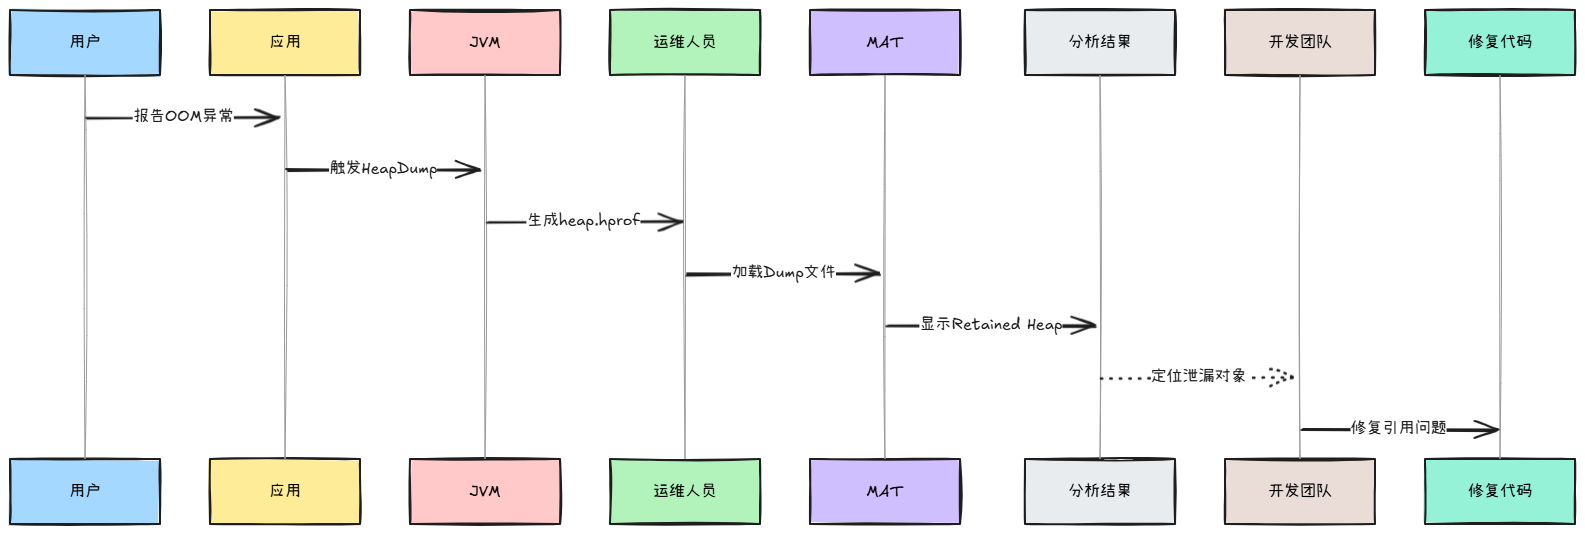 用户
应用
JVM
运维人员
MAT
分析结果
开发团队
修复代码
报告OOM异常
触发HeapDump
生成heap.hprof
加载Dump文件
显示Retained Heap
定位泄漏对象
修复引用问题
用户
应用
JVM
运维人员
MAT
分析结果
开发团队
修复代码